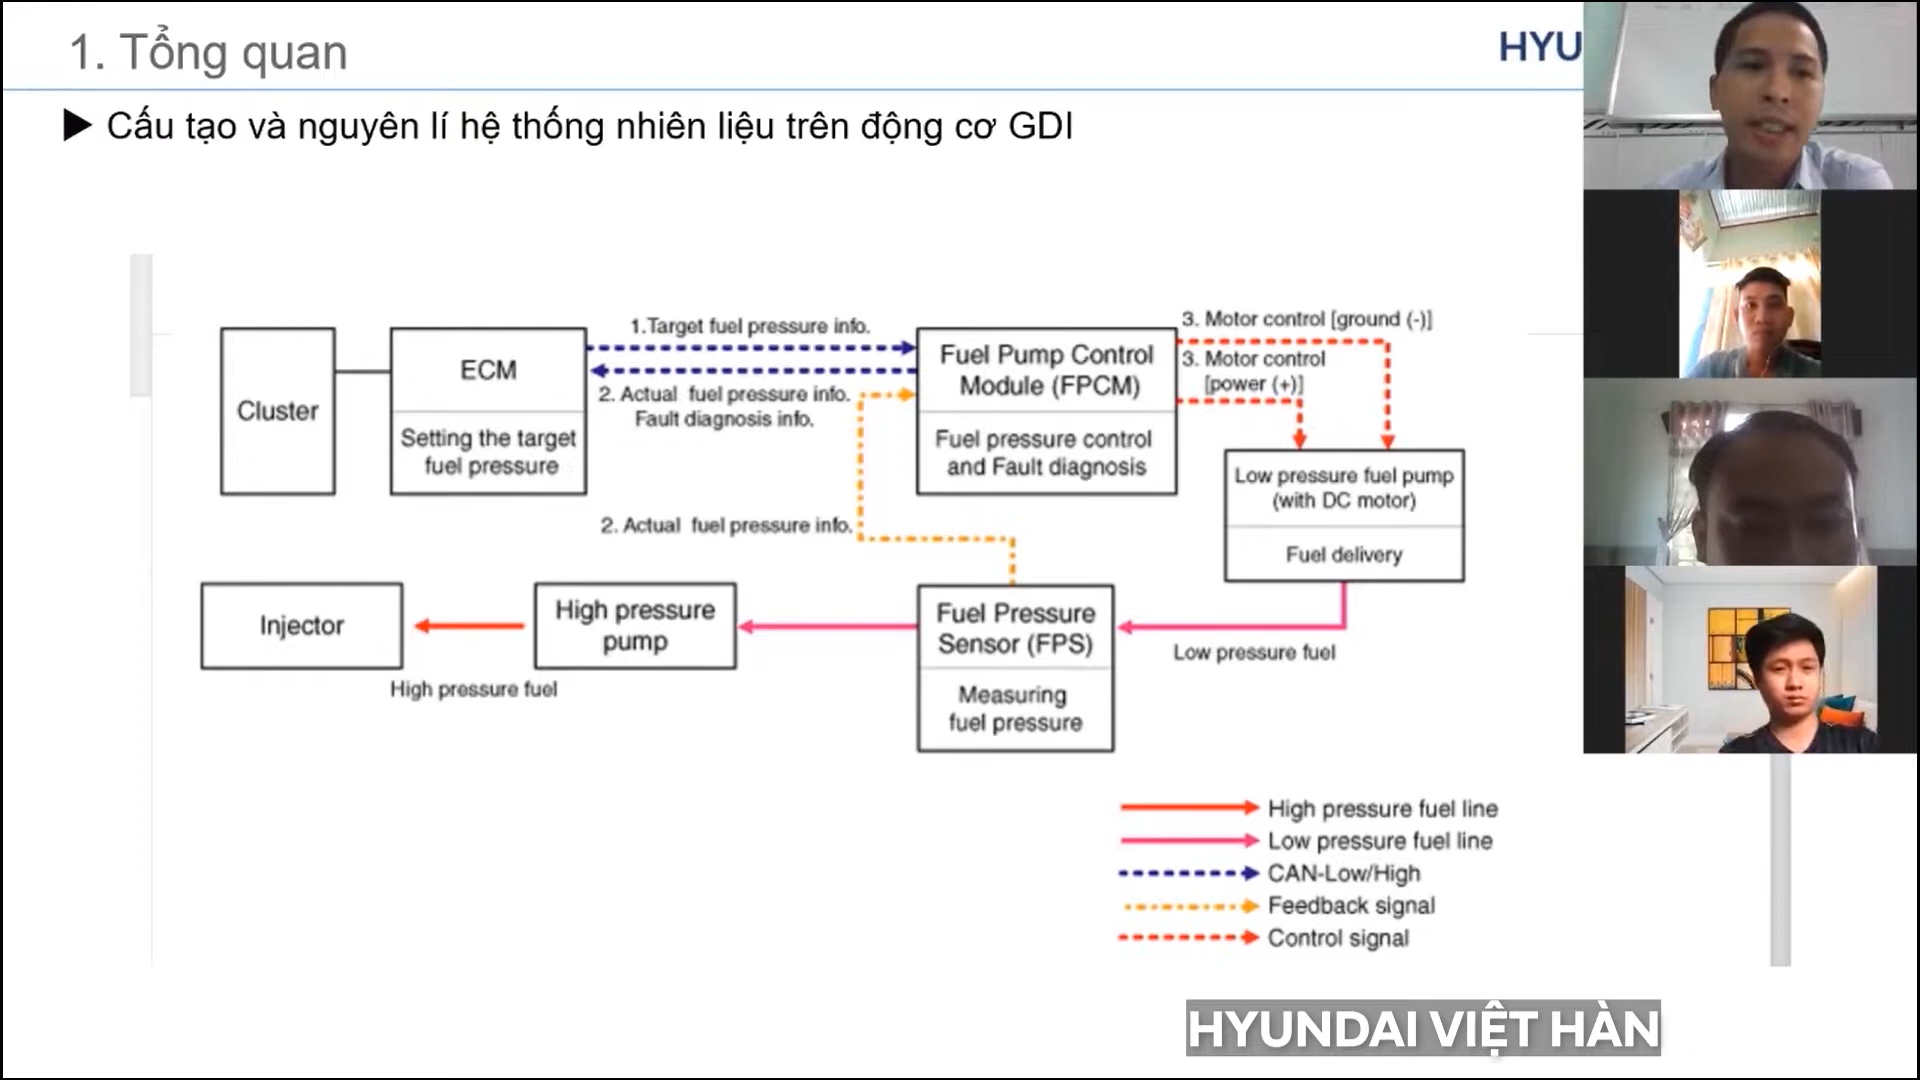 1. Tổng quan
HYU
▶ Cấu tạo và nguyên lí hệ thống nhiên liệu trên động cơ GDI
Cluster
ECM
Setting the target
fuel pressure
1.Target fuel pressure info.
2. Actual fuel pressure info.
Fault diagnosis info.
Fuel Pump Control
Module (FPCM)
Fuel pressure control
and Fault diagnosis
3. Motor control [ground (-)]
3. Motor control
[power (+)]
Low pressure fuel pump
(with DC motor)
Fuel delivery
2. Actual fuel pressure info.
Injector
High pressure
pump
High pressure fuel
Fuel Pressure
Sensor (FPS)
Measuring
fuel pressure
Low pressure fuel
High pressure fuel line
Low pressure fuel line
CAN-Low/High
Feedback signal
Control signal
HYUNDAI VIỆT HÀN